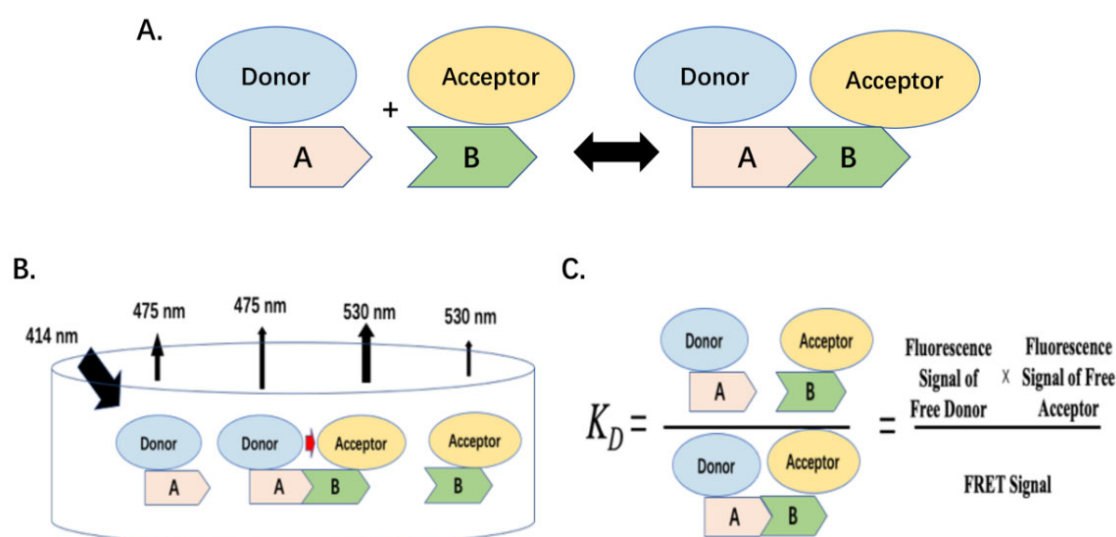 A.
Donor
Acceptor
+
A
B
Donor
Acceptor
A
B
B.
414 nm
475 nm
475 nm
530 nm
530 nm
Donor
A
Donor
Acceptor
A
B
Acceptor
B
C.
K_D =
Donor
Acceptor
A
B
Donor
Acceptor
A
B
=
Fluorescence
Signal of
Free Donor
x
Fluorescence
Signal of Free
Acceptor
FRET Signal